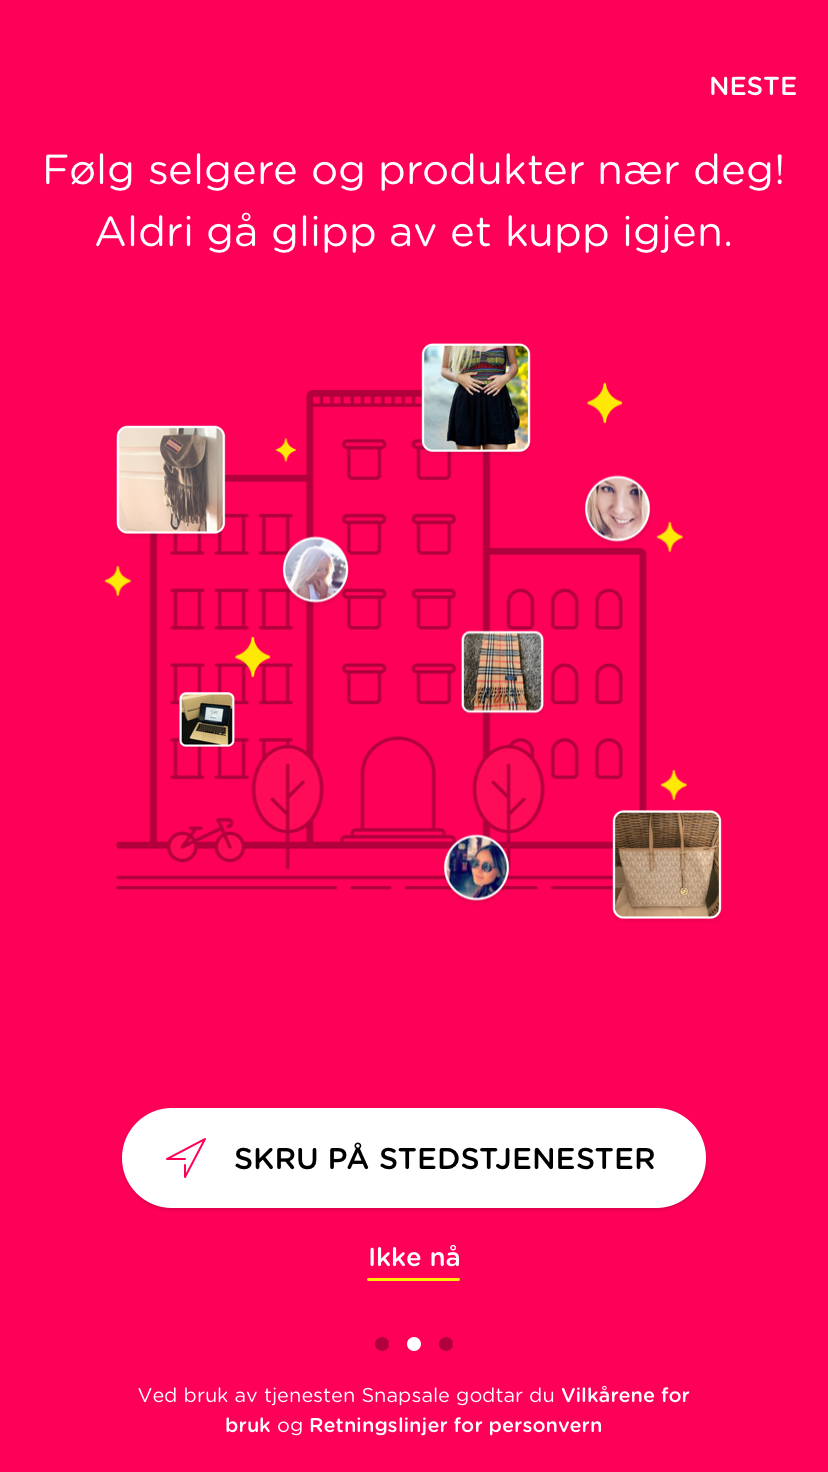 NESTE
Følg selgere og produkter nær deg!
Aldri gå glipp av et kupp igjen.
SKRU PÅ STEDSTJENESTER
Ikke nå
Ved bruk av tjenesten Snapsale godtar du Vilkårene for
bruk og Retningslinjer for personvern